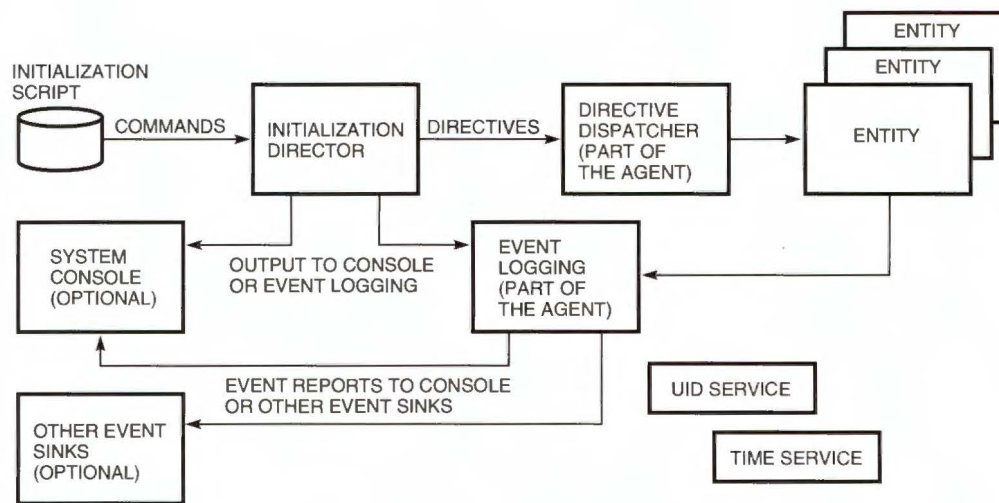 ENTITY
ENTITY
ENTITY
INITIALIZATION
SCRIPT
COMMANDS
INITIALIZATION
DIRECTOR
DIRECTIVES
DIRECTIVE
DISPATCHER
(PART OF
THE AGENT)
SYSTEM
CONSOLE
(OPTIONAL)
OUTPUT TO CONSOLE
OR EVENT LOGGING
EVENT
LOGGING
(PART OF
THE AGENT)
EVENT REPORTS TO CONSOLE
OR OTHER EVENT SINKS
OTHER EVENT
SINKS
(OPTIONAL)
UID SERVICE
TIME SERVICE